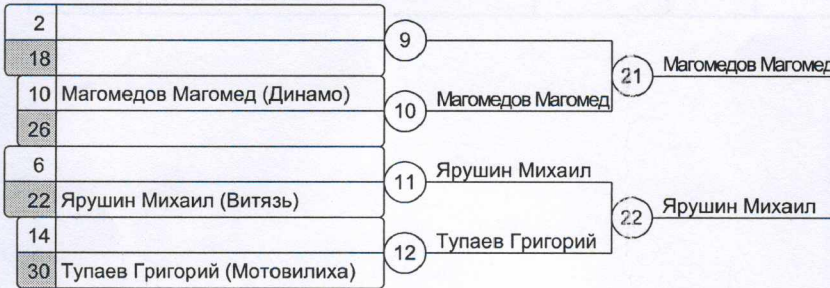 2
18
9
21
Магомедов Магомед
10 Магомедов Магомед (Динамо)
26
10
Магомедов Магомед
6
22 Ярушин Михаил (Витязь)
11
Ярушин Михаил
22
Ярушин Михаил
14
30 Тупаев Григорий (Мотовилиха)
12
Тупаев Григорий